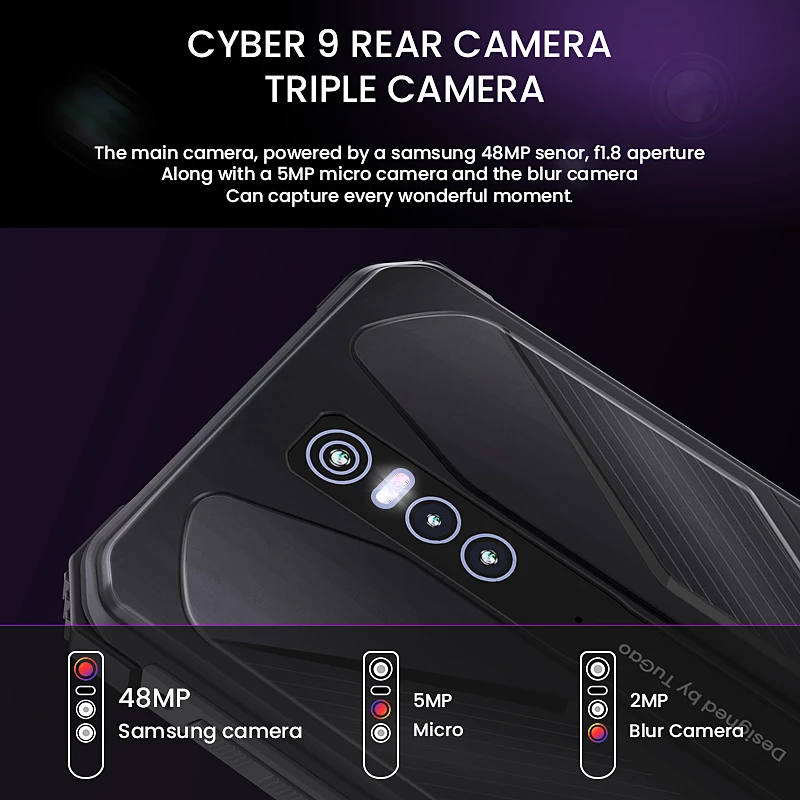 CYBER 9 REAR CAMERA
TRIPLE CAMERA
The main camera, powered by a samsung 48MP senor, f1.8 aperture
Along with a 5MP micro camera and the blur camera
Can capture every wonderful moment.
Designed by TuGao
48MP
Samsung camera
5MP
Micro
2MP
Blur Camera